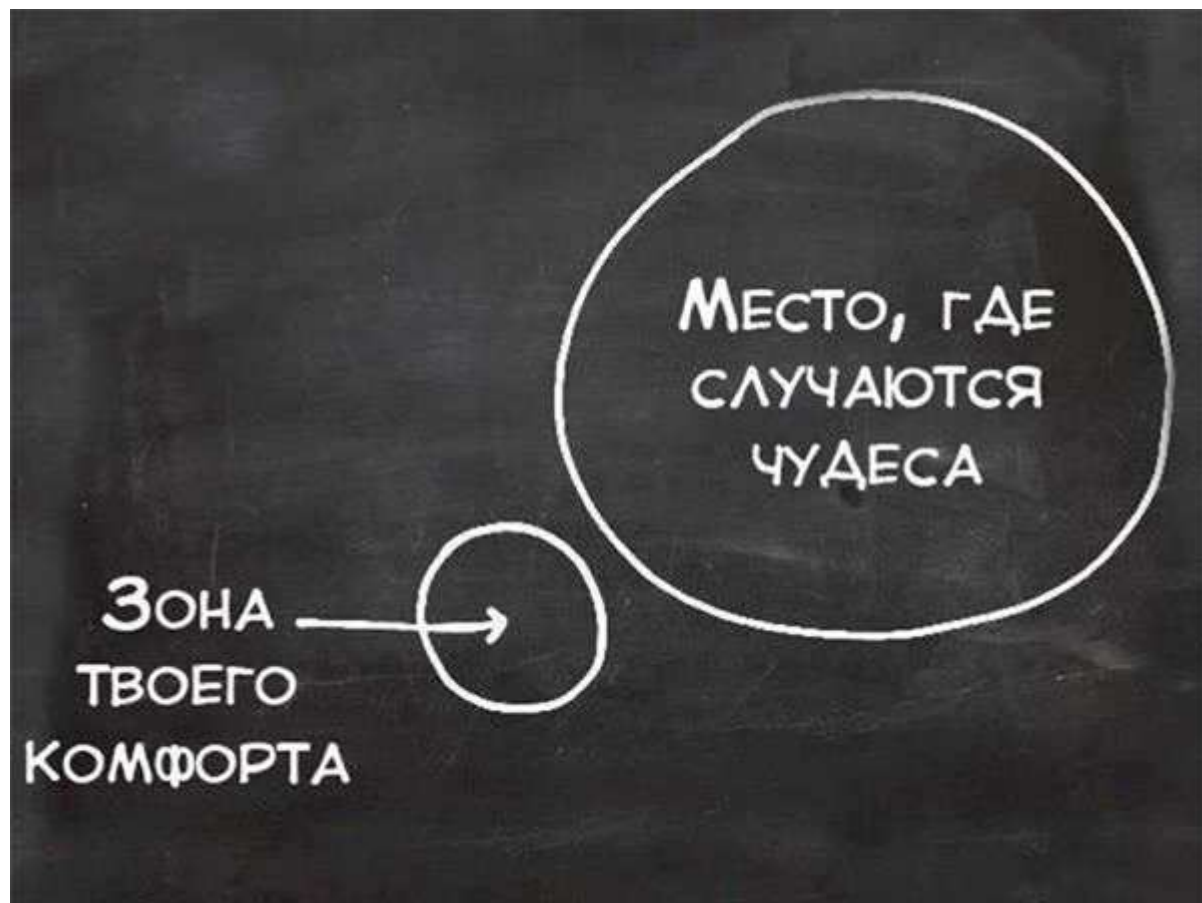 Место, где
случаются
чудеса
Зона
твоего
комфорта